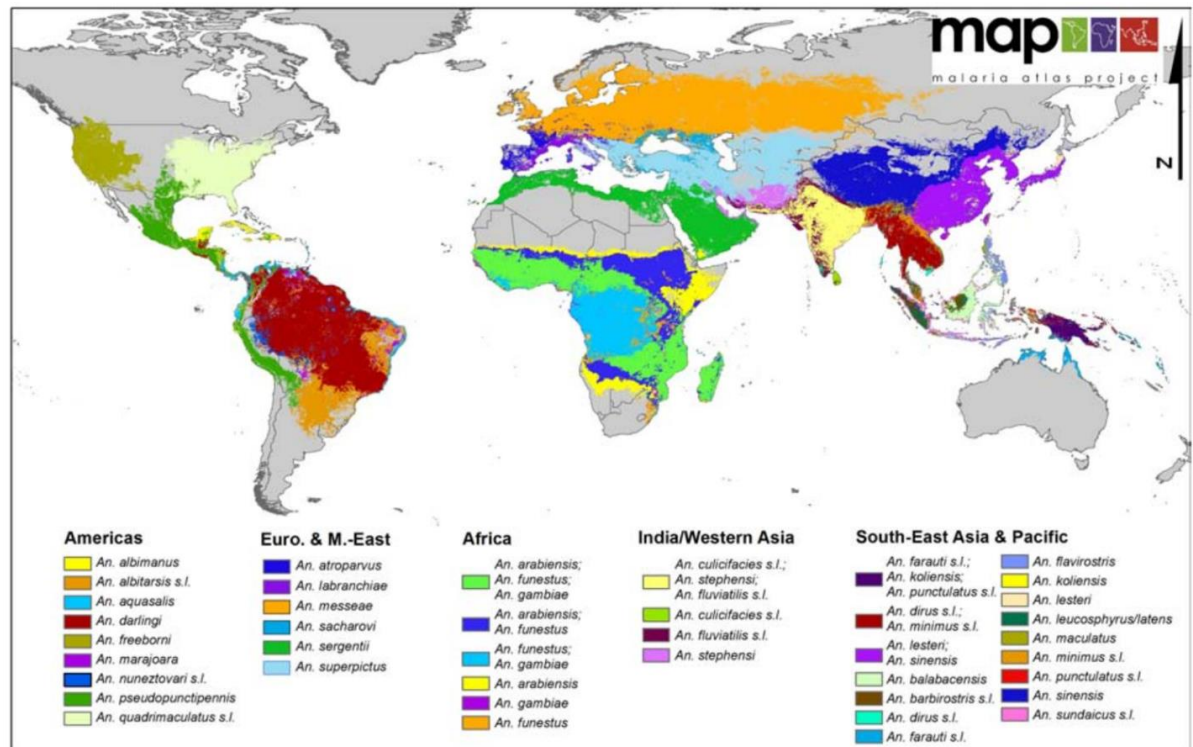 map
malaria atlas project
N
Americas
An. albimanus
An. albitarsis s.l.
An. aquasalis
An. darlingi
An. freeborni
An. marajoara
An. nuneztovari s.l.
An. pseudopunctipennis
An. quadrimaculatus s.l.
Euro. & M.-East
An. atroparvus
An. labranchiae
An. messeae
An. sacharovi
An. sergentii
An. superpictus
Africa
An. arabiensis;
An. funestus;
An. gambiae
An. arabiensis;
An. funestus
An. funestus;
An. gambiae
An. arabiensis
An. gambiae
An. funestus
India/Western Asia
An. culicifacies s.l.;
An. stephensi;
An. fluviatilis s.l.
An. culicifacies s.l.
An. fluviatilis s.l.
An. stephensi
South-East Asia & Pacific
An. farauti s.l.;
An. koliensis;
An. punctulatus s.l.
An. dirus s.l.;
An. minimus s.l.
An. lesteri;
An. sinensis
An. balabacensis
An. barbirostris s.l.
An. dirus s.l.
An. farauti s.l.
An. flavirostris
An. koliensis
An. lesteri
An. leucosphyrus/latens
An. maculatus
An. minimus s.l.
An. punctulatus s.l.
An. sinensis
An. sundaicus s.l.